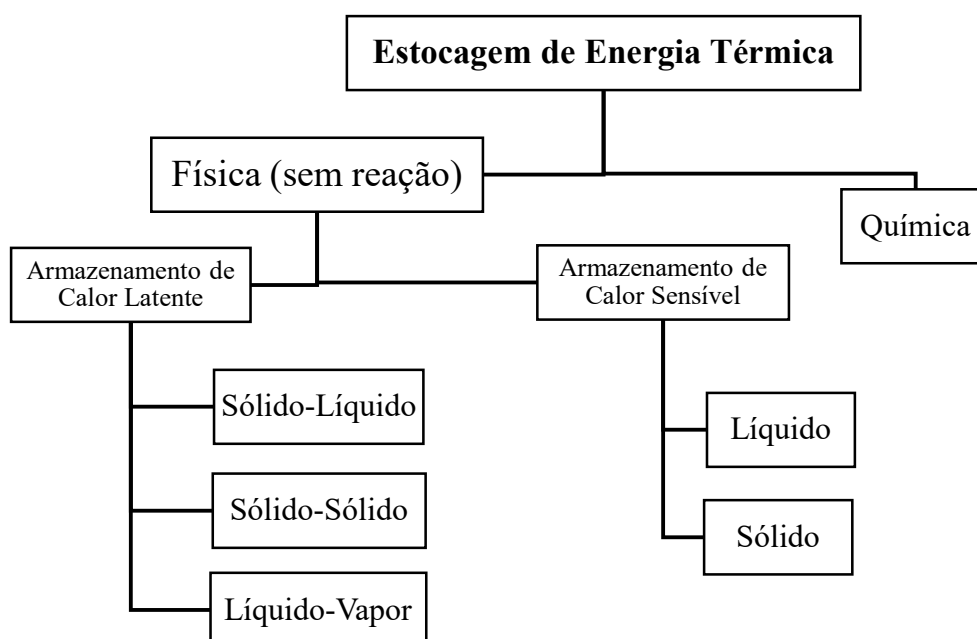 Estocagem de Energia Térmica
Física (sem reação)
Química
Armazenamento de
Calor Latente
Armazenamento de
Calor Sensível
Sólido-Líquido
Líquido
Sólido-Sólido
Sólido
Líquido-Vapor